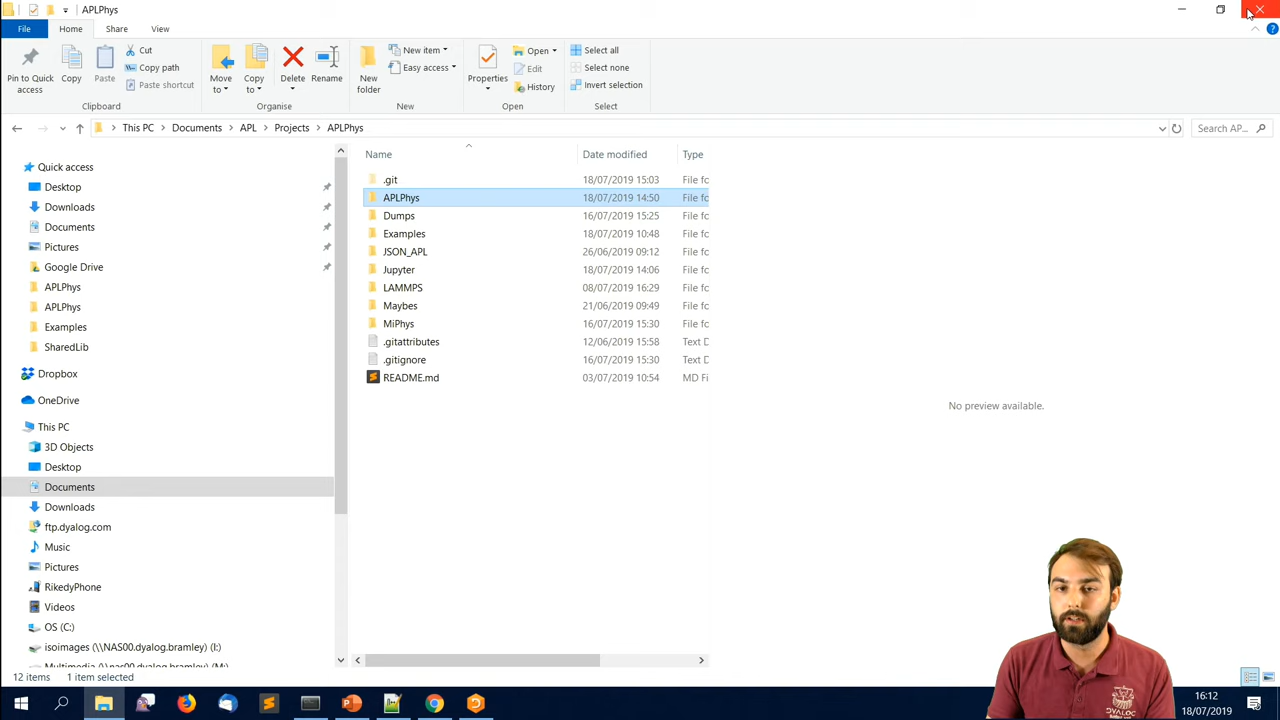 APLPhys
File Home Share View
Pin to Quick access
Copy
Paste
Cut
Copy path
Paste shortcut
Clipboard
Move to
Copy to
Delete
Rename
Organise
New folder
New item
Easy access
New
Properties
Open
Edit
History
Open
Select all
Select none
Invert selection
Select
This PC > Documents > APL > Projects > APLPhys
Search AP...
Quick access
Desktop
Downloads
Documents
Pictures
Google Drive
APLPhys
APLPhys
Examples
SharedLib
Dropbox
OneDrive
This PC
3D Objects
Desktop
Documents
Downloads
ftp.dyalog.com
Music
Pictures
RikedyPhone
Videos
OS (C:)
isoimages (\\NAS00.dyalog.bramley) (I:)
Multimedia (\\nas00.dyalog.bramley) (M:)
Name Date modified Type
.git 18/07/2019 15:03 File fo
APLPhys 18/07/2019 14:50 File fo
Dumps 16/07/2019 15:25 File fo
Examples 18/07/2019 10:48 File fo
JSON_APL 26/06/2019 09:12 File fo
Jupyter 18/07/2019 14:06 File fo
LAMMPS 08/07/2019 16:29 File fo
Maybes 21/06/2019 09:49 File fo
MiPhys 16/07/2019 15:30 File fo
.gitattributes 12/06/2019 15:58 Text D
.gitignore 16/07/2019 15:30 Text D
README.md 03/07/2019 10:54 MD Fi
No preview available.
12 items 1 item selected
DYALOG
16:12
18/07/2019